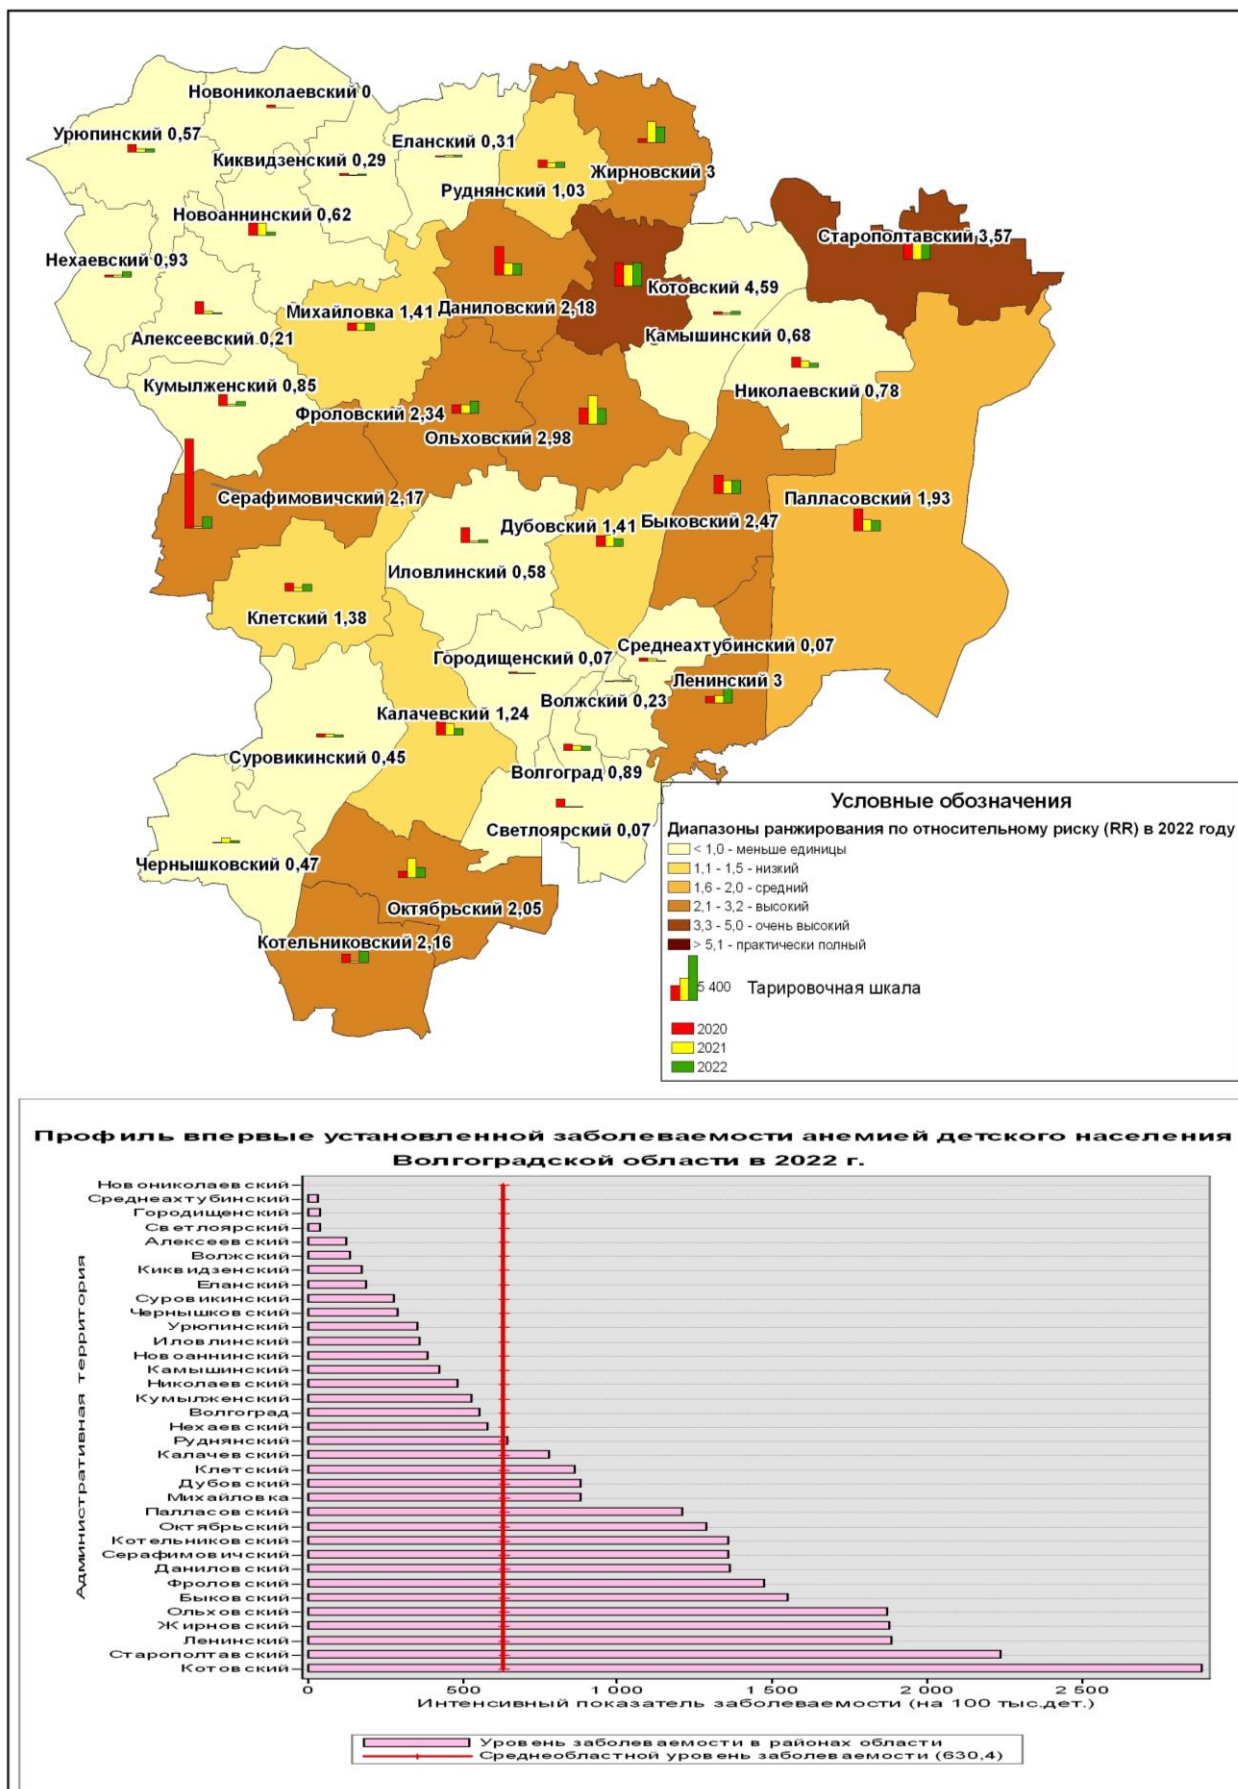 Новониколаевский 0
Урюпинский 0,57
Еланский 0,31
Киквидзенский 0,29
Жирновский 3
Руднянский 1,03
Новоаннинский 0,62
Старополтавский 3,57
Нехаевский 0,93
Котовский 4,59
Михайловка 1,41
Даниловский 2,18
Алексеевский 0,21
Камышинский 0,68
Кумылженский 0,85
Николаевский 0,78
Фроловский 2,34
Ольховский 2,98
Серафимовичский 2,17
Палласовский 1,93
Дубовский 1,41
Быковский 2,47
Иловлинский 0,58
Клетский 1,38
Среднеахтубинский 0,07
Городищенский 0,07
Ленинский 3
Волжский 0,23
Калачевский 1,24
Суровикинский 0,45
Волгоград 0,89
Светлоярский 0,07
Чернышковский 0,47
Октябрьский 2,05
Котельниковский 2,16
Условные обозначения
Диапазоны ранжирования по относительному риску (RR) в 2022 году
< 1,0 - меньше единицы
1,1 - 1,5 - низкий
1,6 - 2,0 - средний
2,1 - 3,2 - высокий
3,3 - 5,0 - очень высокий
> 5,1 - практически полный
5 400 Тарировочная шкала
2020
2021
2022
Профиль впервые установленной заболеваемости анемией детского населения
Волгоградской области в 2022 г.
Административная территория
Новониколаевский
Среднеахтубинский
Городищенский
Светлоярский
Алексеевский
Волжский
Киквидзенский
Еланский
Суровикинский
Чернышковский
Урюпинский
Иловлинский
Новоаннинский
Камышинский
Николаевский
Кумылженский
Волгоград
Нехаевский
Руднянский
Калачевский
Клетский
Дубовский
Михайловка
Палласовский
Октябрьский
Котельниковский
Серафимовичский
Даниловский
Фроловский
Быковский
Ольховский
Жирновский
Ленинский
Старополтавский
Котовский
0 500 1 000 1 500 2 000 2 500
Интенсивный показатель заболеваемости (на 100 тыс.дет.)
Уровень заболеваемости в районах области
Среднеобластной уровень заболеваемости (630,4)